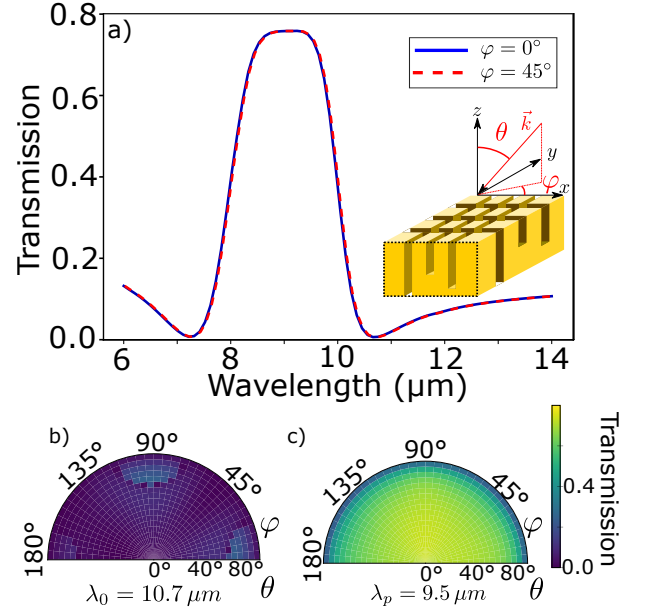 a)
0.8
0.6
0.4
0.2
0.0
Transmission
φ = 0°
φ = 45°
z
k⃗
θ
y
φ
x
6
8
10
12
14
Wavelength (μm)
b)
180°
135°
90°
45°
φ
0°
40°
80°
θ
λ₀ = 10.7 μm
c)
180°
135°
90°
45°
φ
0°
40°
80°
θ
λₚ = 9.5 μm
0.4
0.0
Transmission